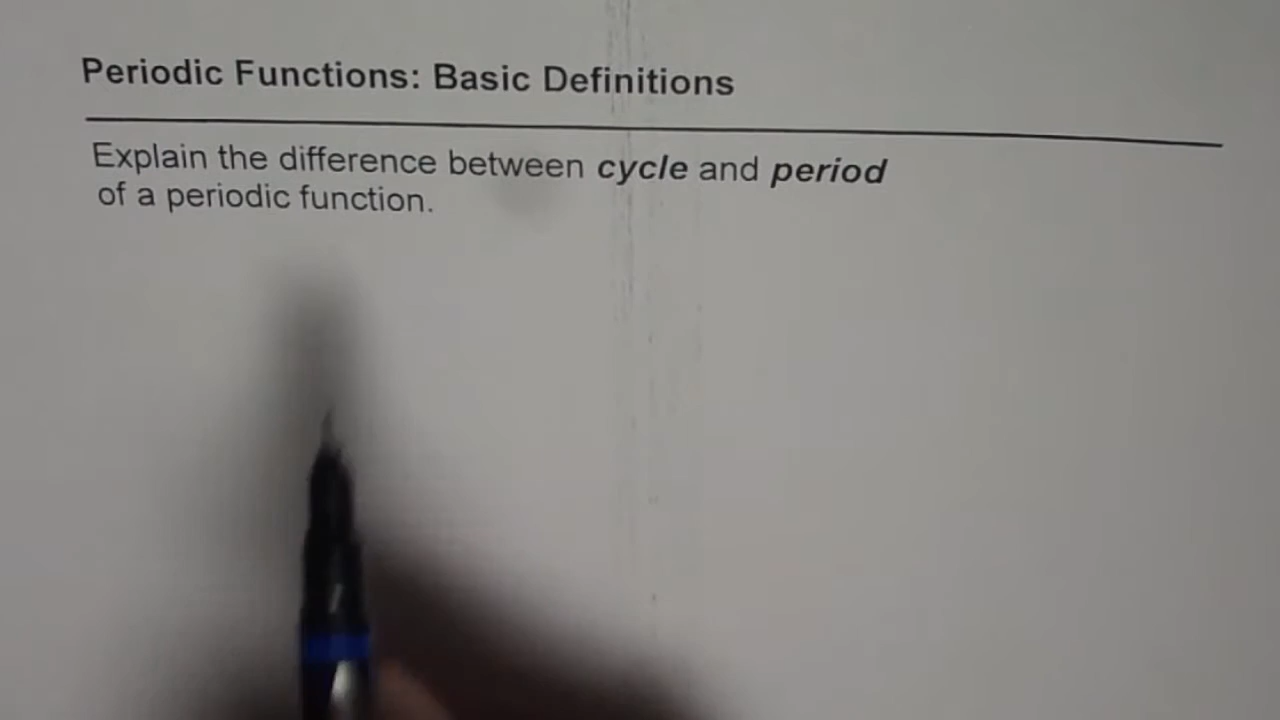 Periodic Functions: Basic Definitions
Explain the difference between cycle and period
of a periodic function.